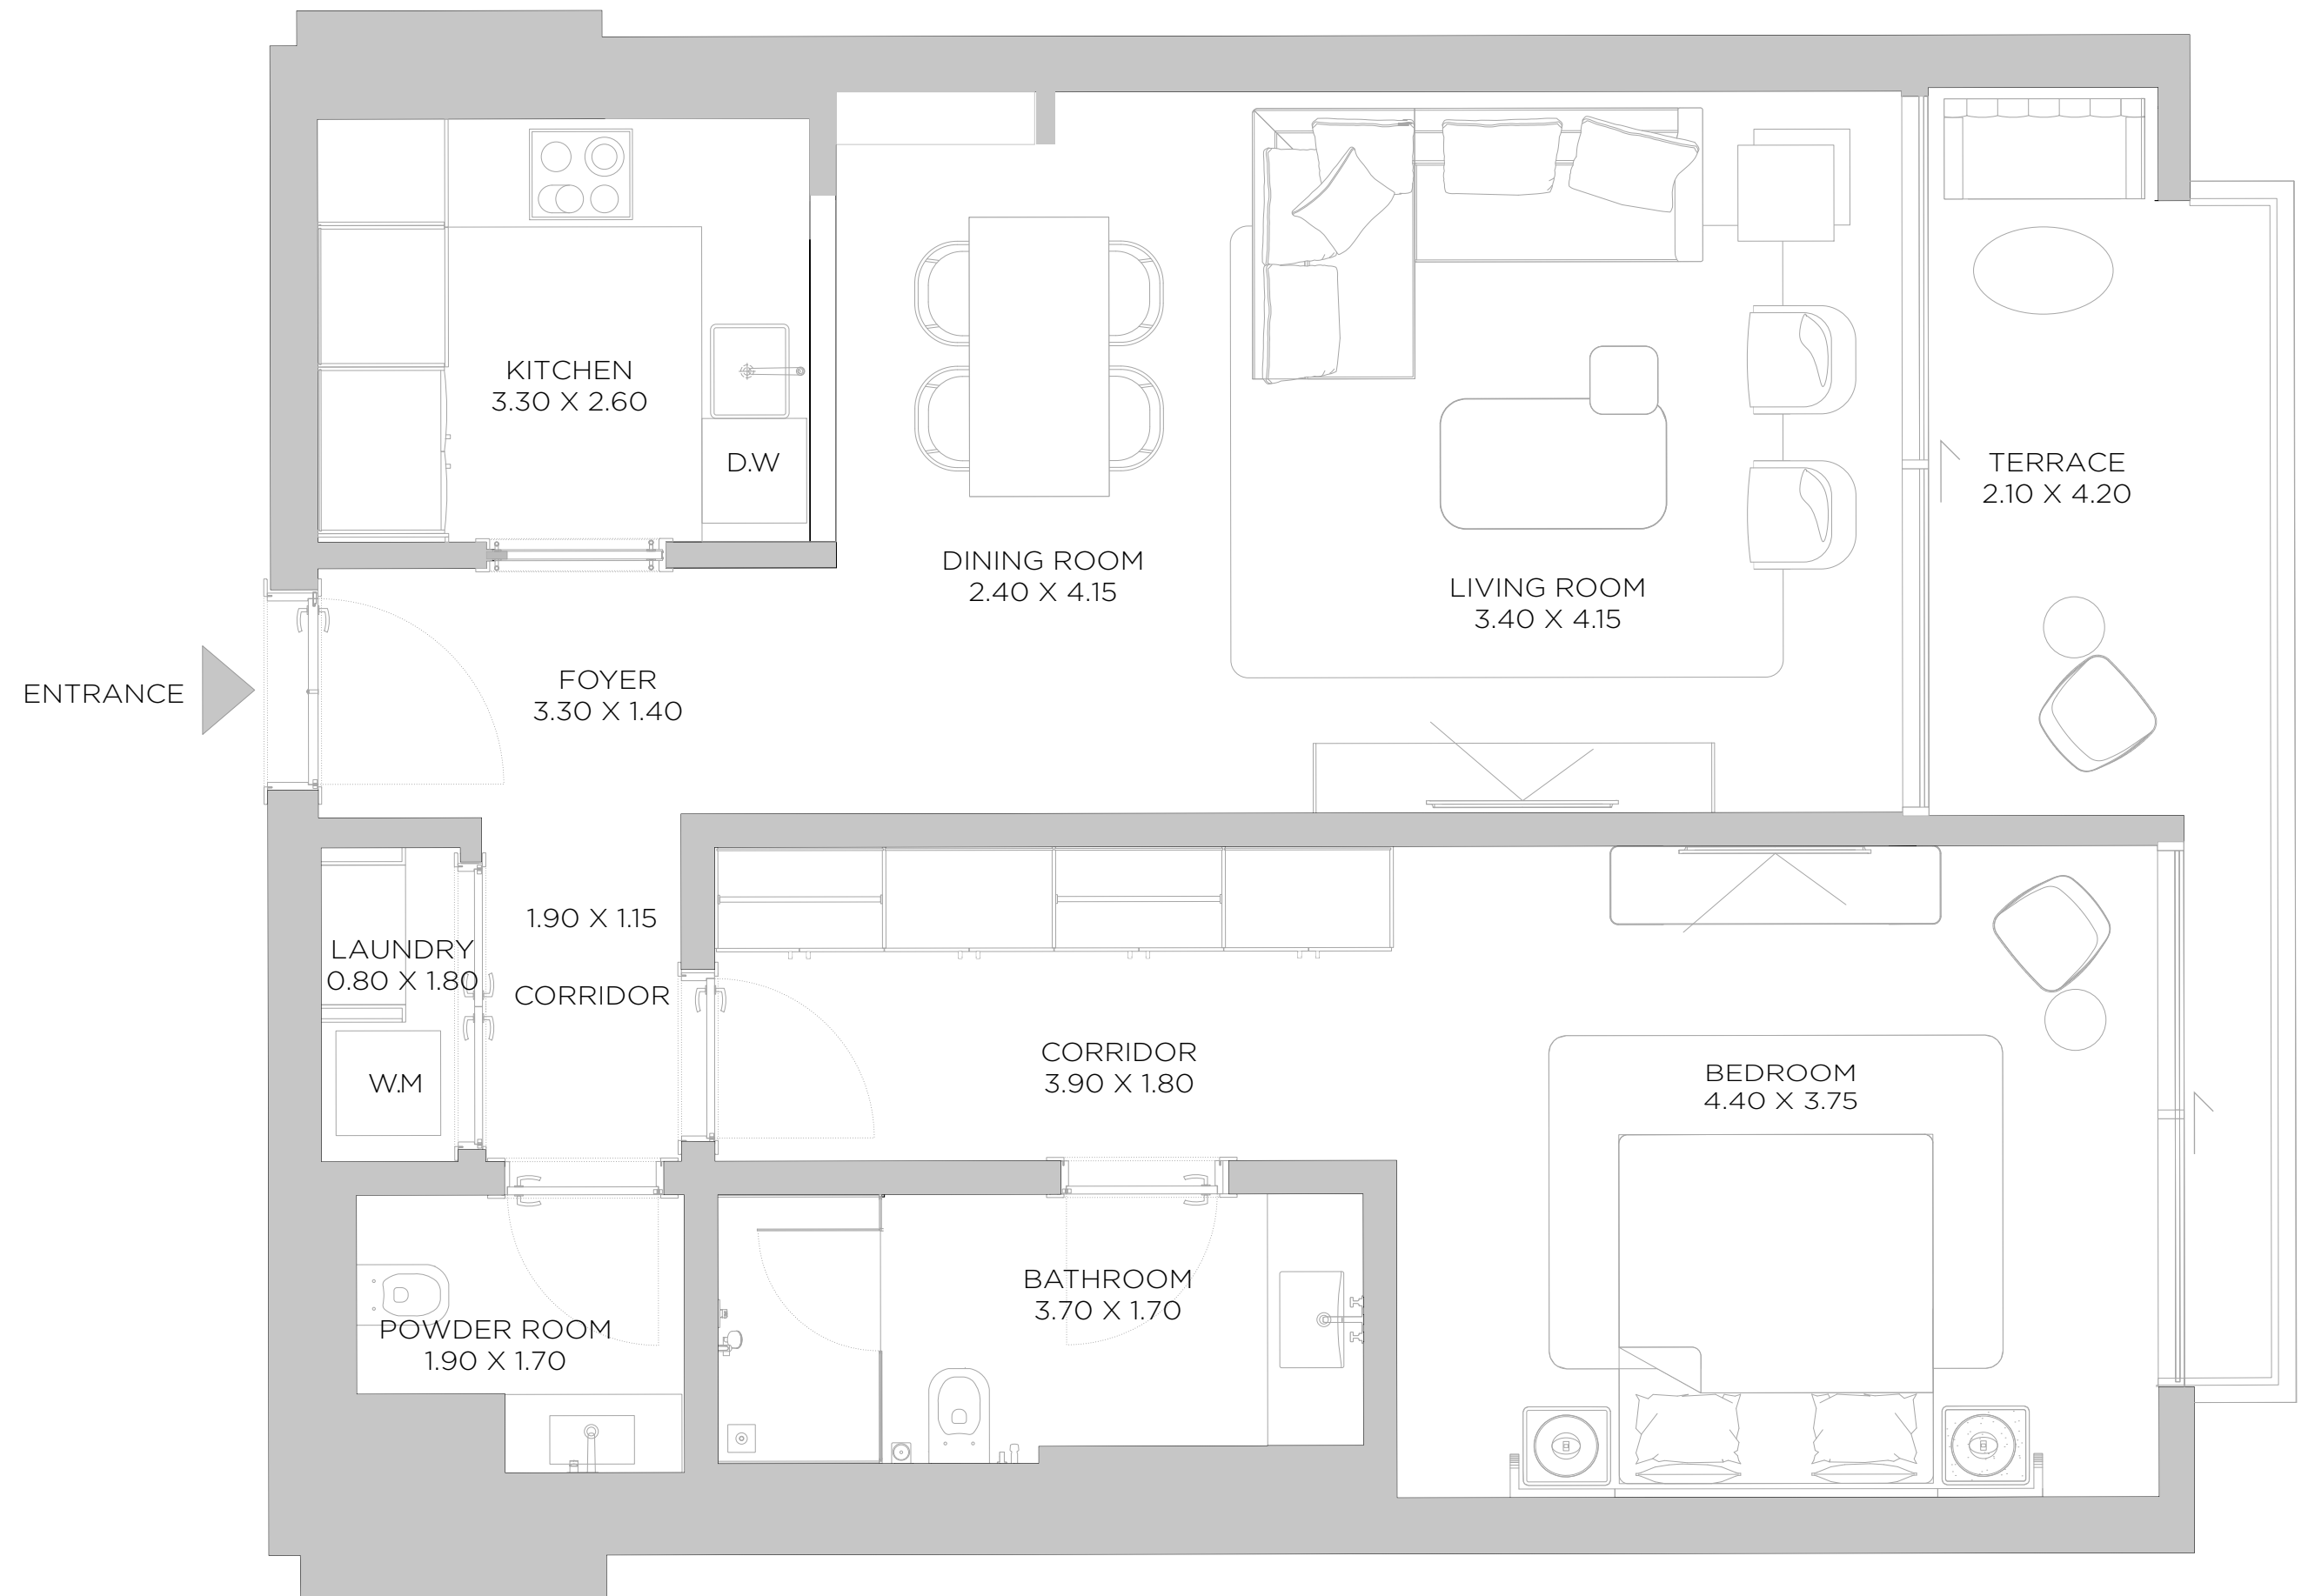 KITCHEN
3.30 X 2.60
D.W
TERRACE
2.10 X 4.20
DINING ROOM
2.40 X 4.15
LIVING ROOM
3.40 X 4.15
ENTRANCE
FOYER
3.30 X 1.40
1.90 X 1.15
CORRIDOR
LAUNDRY
0.80 X 1.80
W.M
CORRIDOR
3.90 X 1.80
BEDROOM
4.40 X 3.75
BATHROOM
3.70 X 1.70
POWDER ROOM
1.90 X 1.70